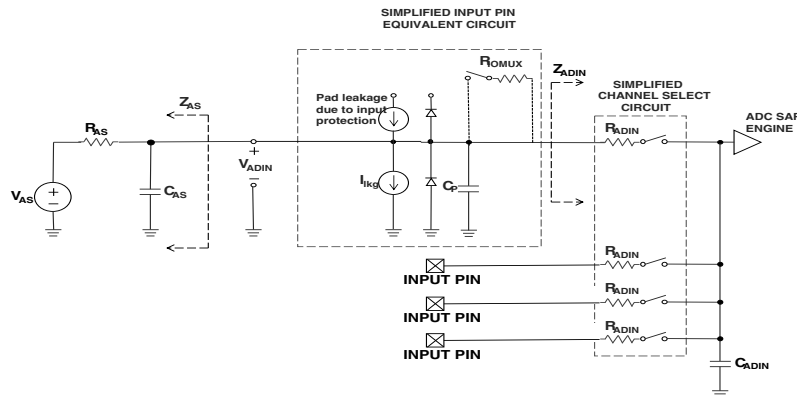 SIMPLIFIED INPUT PIN
EQUIVALENT CIRCUIT
RIOMUX
ZADIN
SIMPLIFIED
CHANNEL SELECT
CIRCUIT
Pad leakage
due to input
protection
ZAS
RAS
RADIN
ADC SAR
ENGINE
+
VADIN
−
CAS
VAS
+
−
Ilkg
CP
RADIN
INPUT PIN
RADIN
INPUT PIN
RADIN
INPUT PIN
CADIN